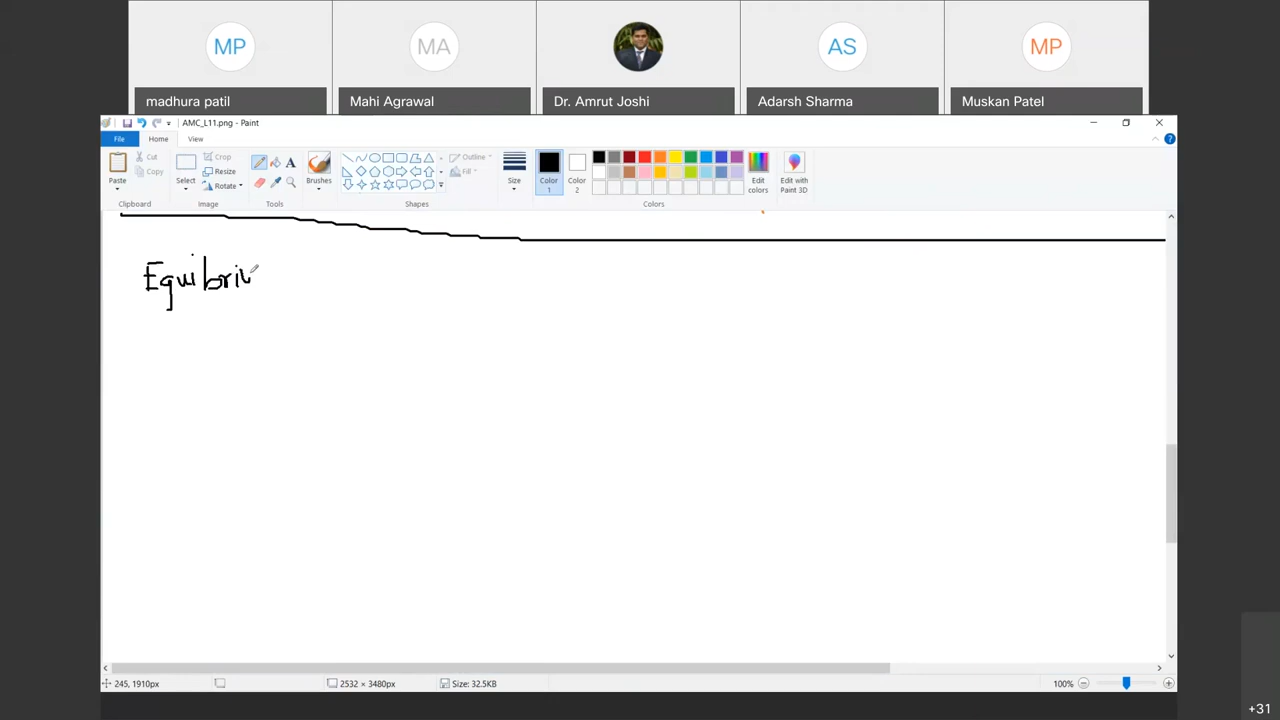 MP MA AS MP
madhura patil Mahi Agrawal Dr. Amrut Joshi Adarsh Sharma Muskan Patel
AMC_L11.png - Paint
File Home View
Paste Cut Copy Select Crop Resize Rotate A Brushes Outline Fill Size Color 1 Color 2 Edit colors Edit with Paint 3D
Clipboard Image Tools Shapes Colors
Equibriu
245, 1910px 2532 × 3480px Size: 32.5KB 100%
+31